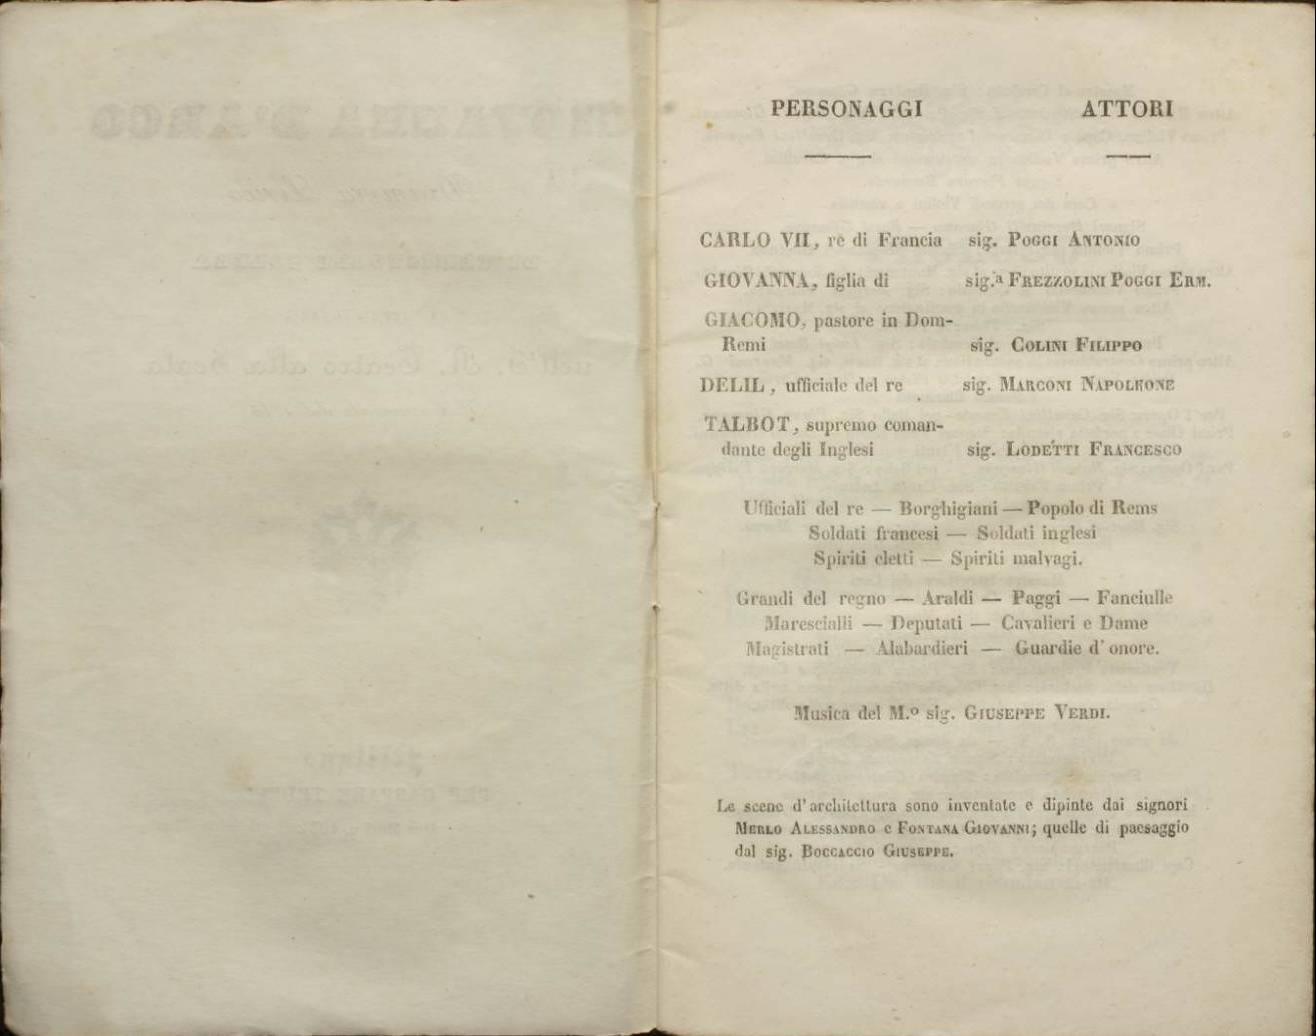 PERSONAGGI ATTORI
CARLO VII, re di Francia sig. POGGI ANTONIO
GIOVANNA, figlia di sig.ª FREZZOLINI POGGI ERM.
GIACOMO, pastore in Dom-
Remi sig. COLINI FILIPPO
DELIL, ufficiale del re sig. MARCONI NAPOLEONE
TALBOT, supremo coman-
dante degli Inglesi sig. LODETTI FRANCESCO
Ufficiali del re — Borghigiani — Popolo di Rems
Soldati francesi — Soldati inglesi
Spiriti eletti — Spiriti malvagi.
Grandi del regno — Araldi — Paggi — Fanciulle
Marescialli — Deputati — Cavalieri e Dame
Magistrati — Alabardieri — Guardie d'onore.
Musica del M.º sig. GIUSEPPE VERDI.
Le scene d'architettura sono inventate e dipinte dai signori
MERLO ALESSANDRO e FONTANA GIOVANNI; quelle di paesaggio
dal sig. BOCCACCIO GIUSEPPE.